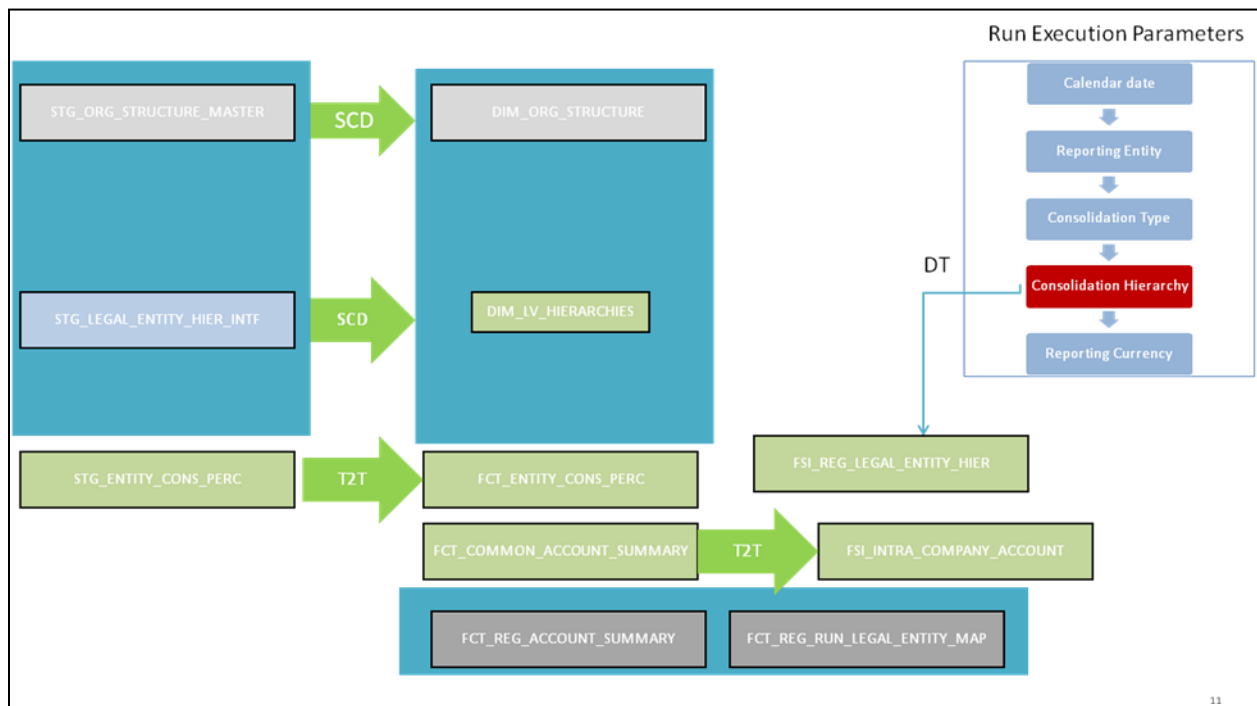 Run Execution Parameters
STG_ORG_STRUCTURE_MASTER
SCD
DIM_ORG_STRUCTURE
Calendar date
Reporting Entity
Consolidation Type
DT
Consolidation Hierarchy
STG_LEGAL_ENTITY_HIER_INTF
SCD
DIM_LV_HIERARCHIES
Reporting Currency
STG_ENTITY_CONS_PERC
T2T
FCT_ENTITY_CONS_PERC
FSI_REG_LEGAL_ENTITY_HIER
FCT_COMMON_ACCOUNT_SUMMARY
T2T
FSI_INTRA_COMPANY_ACCOUNT
FCT_REG_ACCOUNT_SUMMARY
FCT_REG_RUN_LEGAL_ENTITY_MAP
11